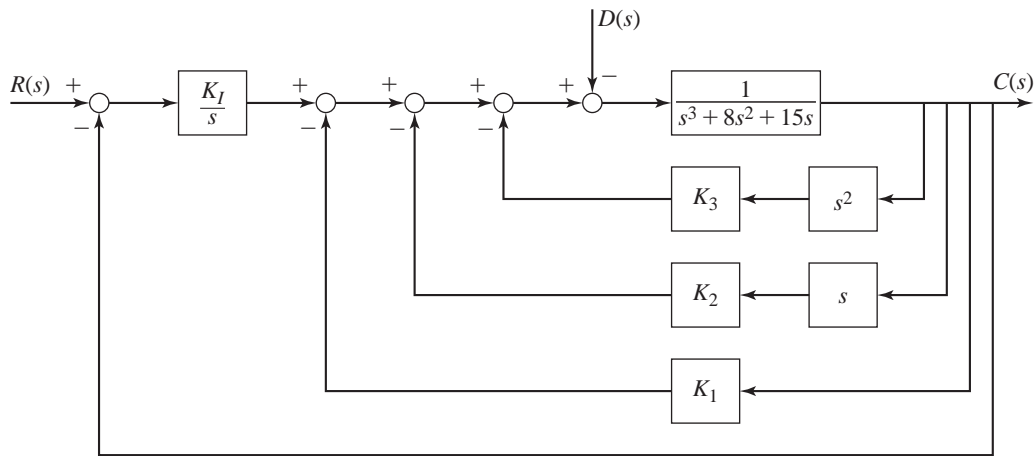 D(s)
R(s) + − K_I/s + − + − + − + − 1/(s^3 + 8s^2 + 15s) C(s)
K_3 s^2
K_2 s
K_1